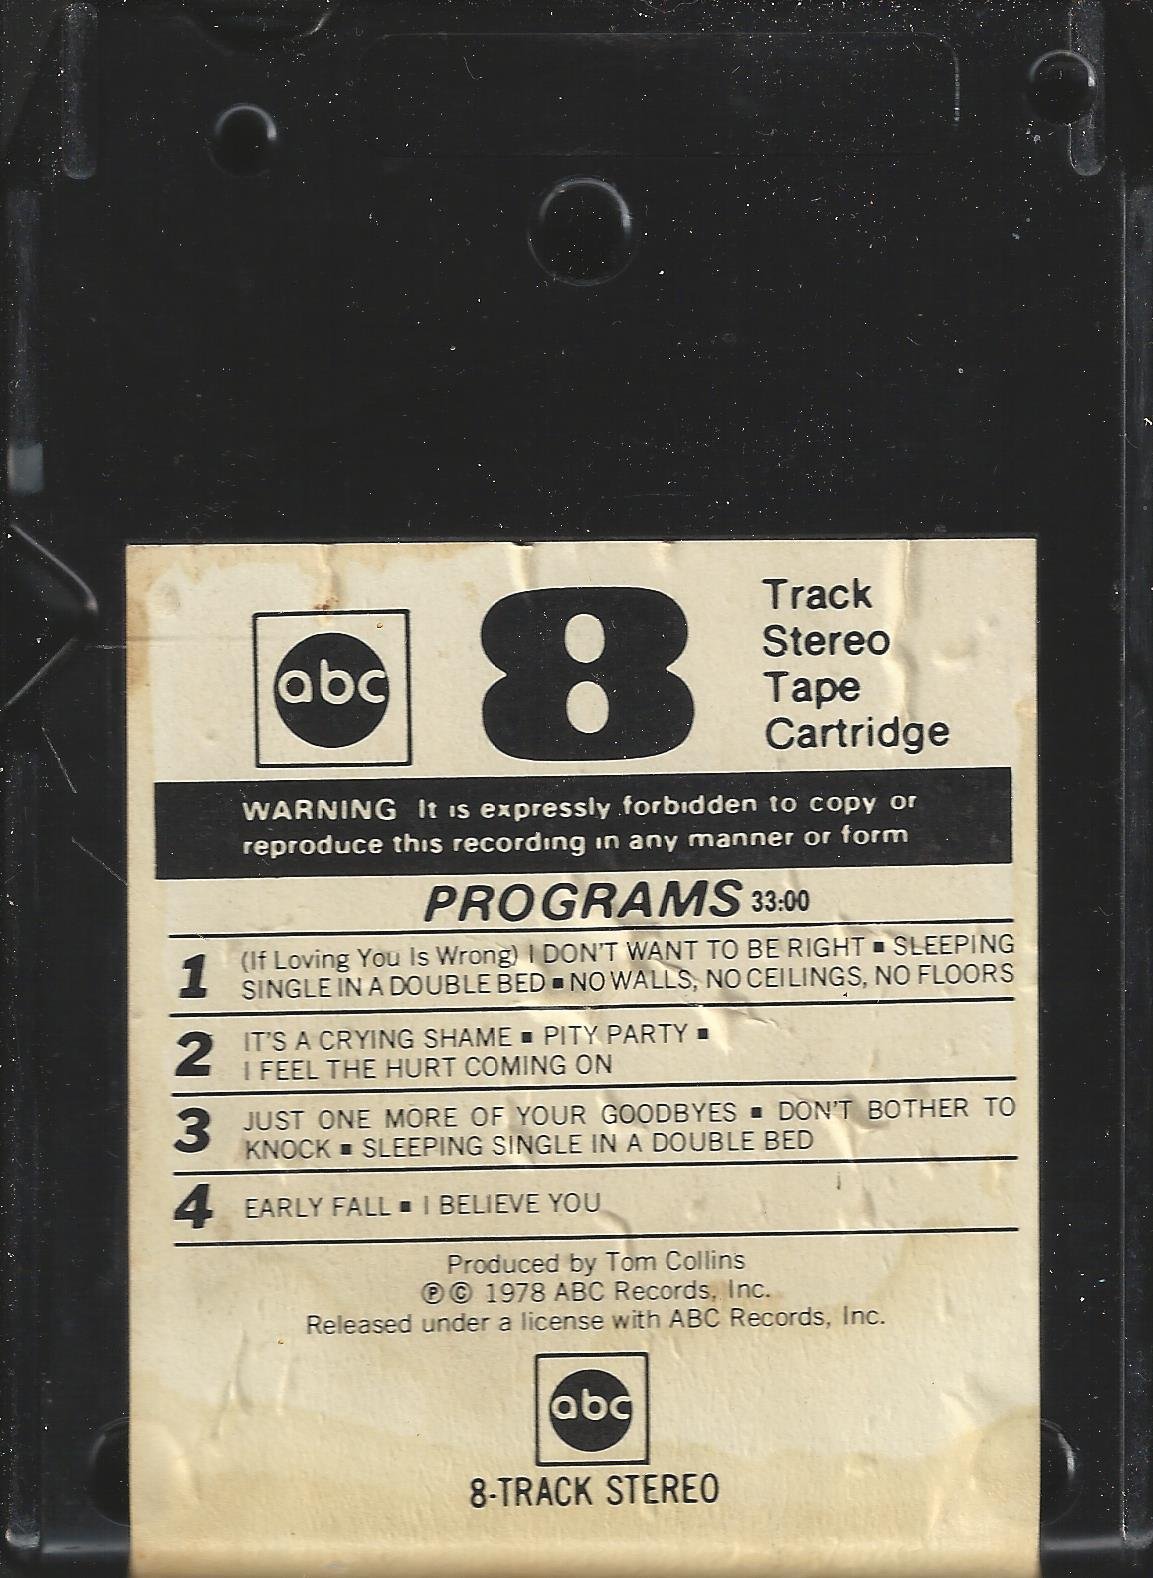 abc
8
Track
Stereo
Tape
Cartridge
WARNING It is expressly forbidden to copy or
reproduce this recording in any manner or form
PROGRAMS 33:00
1 (If Loving You Is Wrong) I DON'T WANT TO BE RIGHT ■ SLEEPING
SINGLE IN A DOUBLE BED ■ NO WALLS, NO CEILINGS, NO FLOORS
2 IT'S A CRYING SHAME ■ PITY PARTY ■
I FEEL THE HURT COMING ON
3 JUST ONE MORE OF YOUR GOODBYES ■ DON'T BOTHER TO
KNOCK ■ SLEEPING SINGLE IN A DOUBLE BED
4 EARLY FALL ■ I BELIEVE YOU
Produced by Tom Collins
℗© 1978 ABC Records, Inc.
Released under a license with ABC Records, Inc.
abc
8-TRACK STEREO